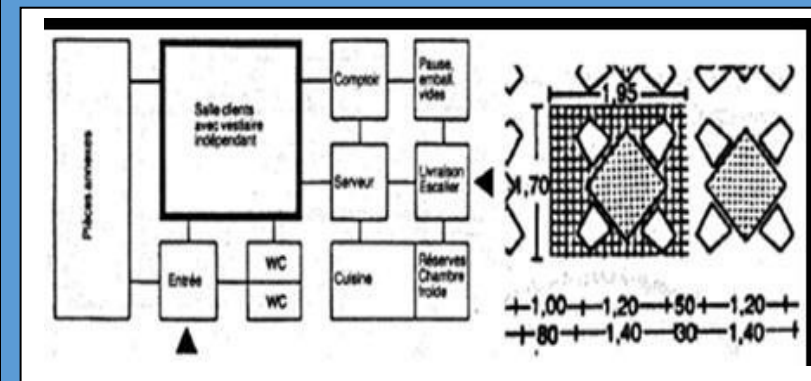 Pièces annexes
Salle clients
avec vestiaire
indépendant
Comptoir
Pause,
emball.
vides
Serveur
Livraison
Escalier
Entrée
WC
WC
Cuisine
Réserves
Chambre
froide
1,95
1,70
1,00 1,20 50 1,20
80 1,40 30 1,40